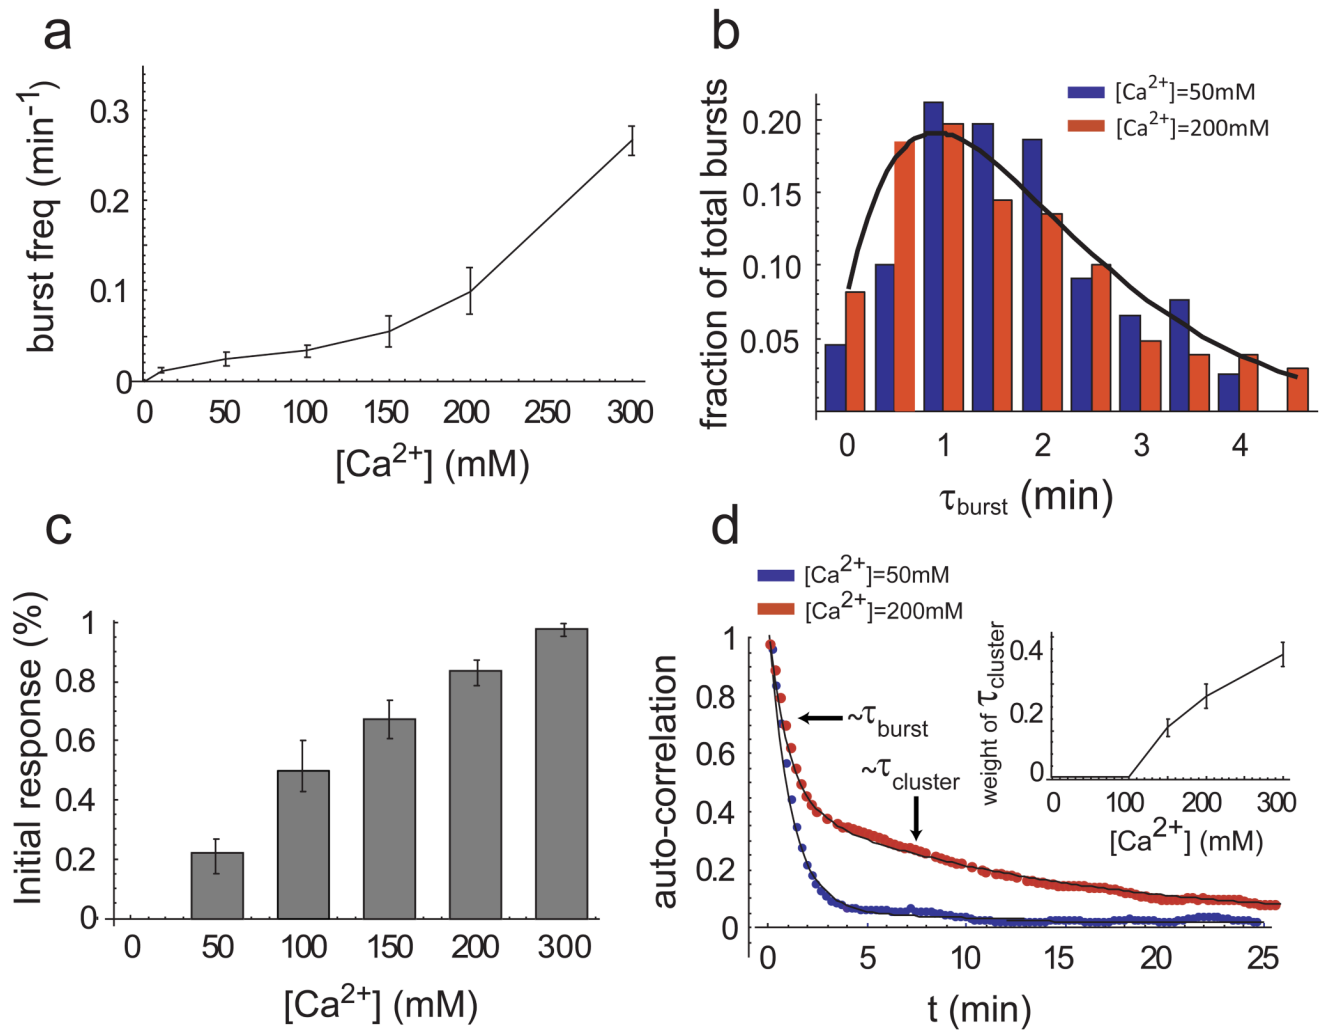 a
burst freq (min-1)
0.3
0.2
0.1
0
0 50 100 150 200 250 300
[Ca2+] (mM)
b
[Ca2+]=50mM
[Ca2+]=200mM
fraction of total bursts
0.20
0.15
0.10
0.05
0 1 2 3 4
τburst (min)
c
Initial response (%)
1
0.8
0.6
0.4
0.2
0
0 50 100 150 200 300
[Ca2+] (mM)
d
[Ca2+]=50mM
[Ca2+]=200mM
auto-correlation
1
0.8
0.6
0.4
0.2
0
~τburst
~τcluster
0 5 10 15 20 25
t (min)
weight of τcluster
0.4
0.2
0
0 100 200 300
[Ca2+] (mM)